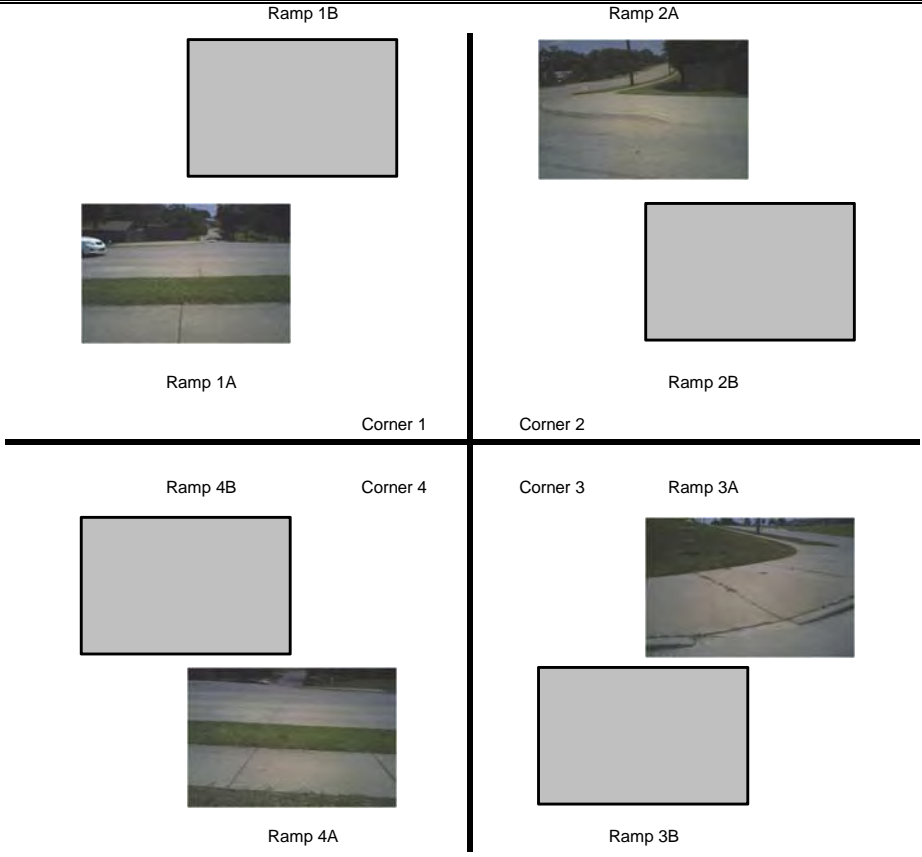 Ramp 1B Ramp 2A
Ramp 1A Ramp 2B
Corner 1 Corner 2
Ramp 4B Corner 4 Corner 3 Ramp 3A
Ramp 4A Ramp 3B